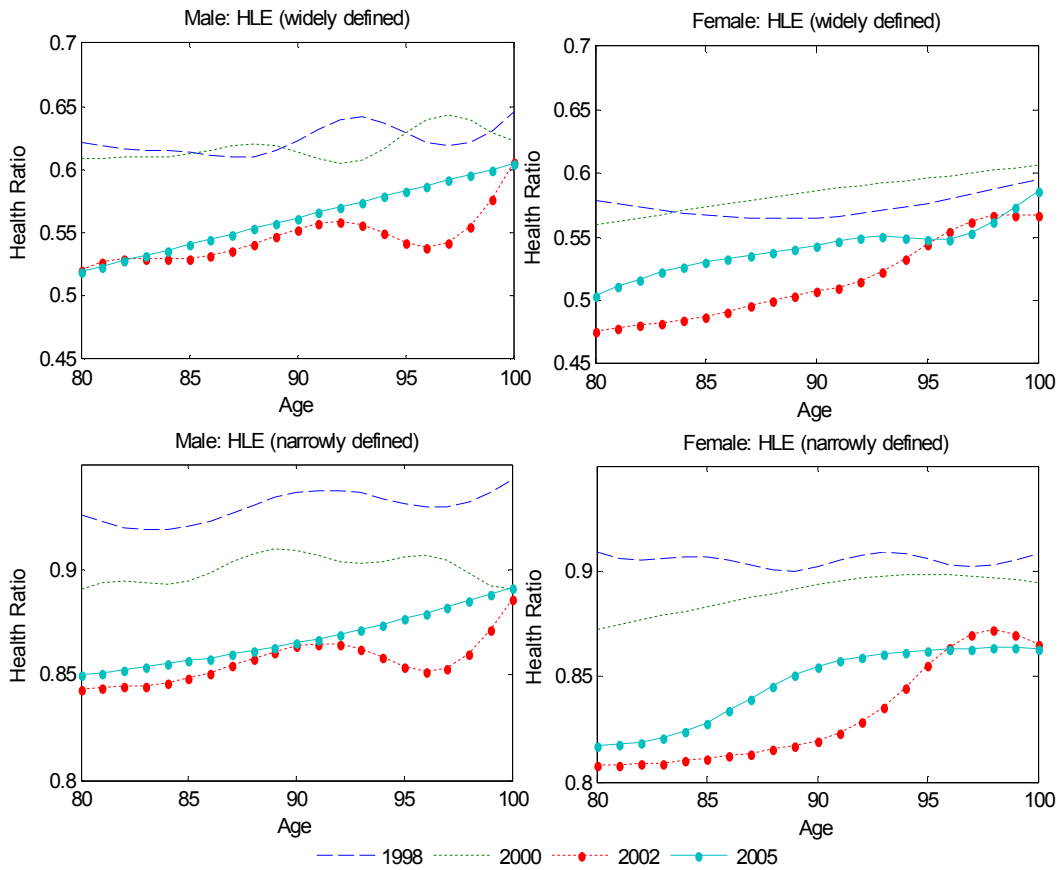 Male: HLE (widely defined)
Female: HLE (widely defined)
0.7
0.65
0.6
0.55
0.5
0.45
Health Ratio
80 85 90 95 100
Age
0.7
0.65
0.6
0.55
0.5
0.45
Health Ratio
80 85 90 95 100
Age
Male: HLE (narrowly defined)
Female: HLE (narrowly defined)
0.9
0.85
0.8
Health Ratio
80 85 90 95 100
Age
0.9
0.85
0.8
Health Ratio
80 85 90 95 100
Age
1998 2000 2002 2005